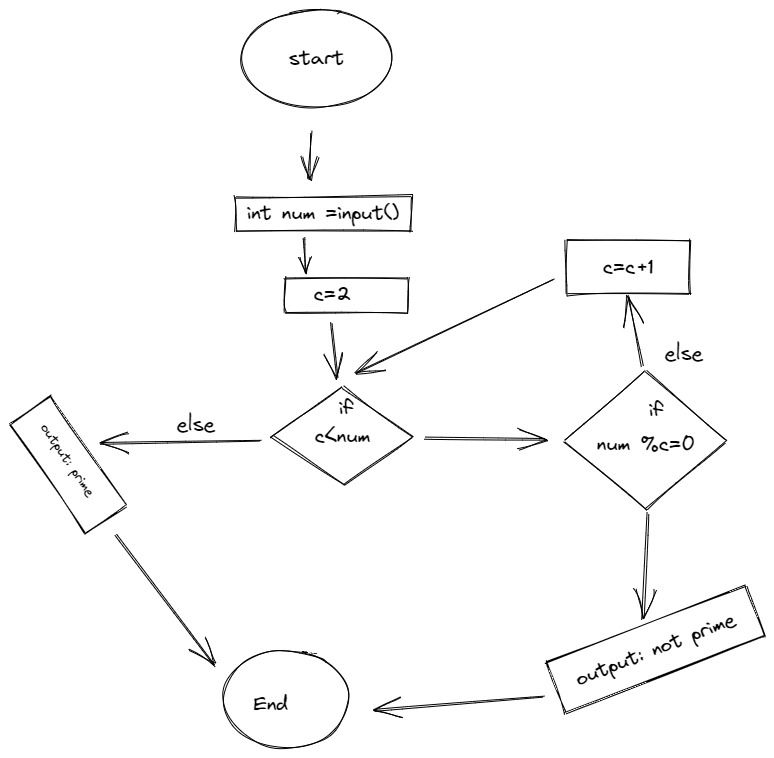 start
int num =input()
c=2
c=c+1
else
if
c<num
else
if
num %c=0
output: prime
output: not prime
End